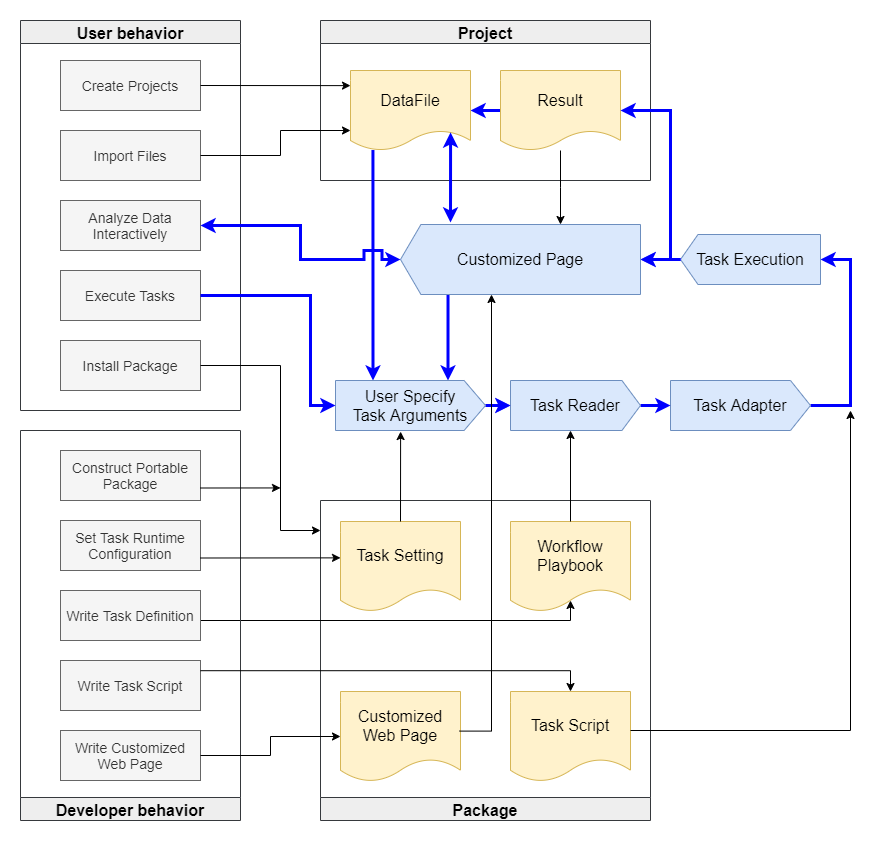 User behavior
Create Projects
Import Files
Analyze Data
Interactively
Execute Tasks
Install Package
Project
DataFile
Result
Customized Page
Task Execution
User Specify
Task Arguments
Task Reader
Task Adapter
Construct Portable
Package
Set Task Runtime
Configuration
Write Task Definition
Write Task Script
Write Customized
Web Page
Developer behavior
Task Setting
Workflow
Playbook
Customized
Web Page
Task Script
Package